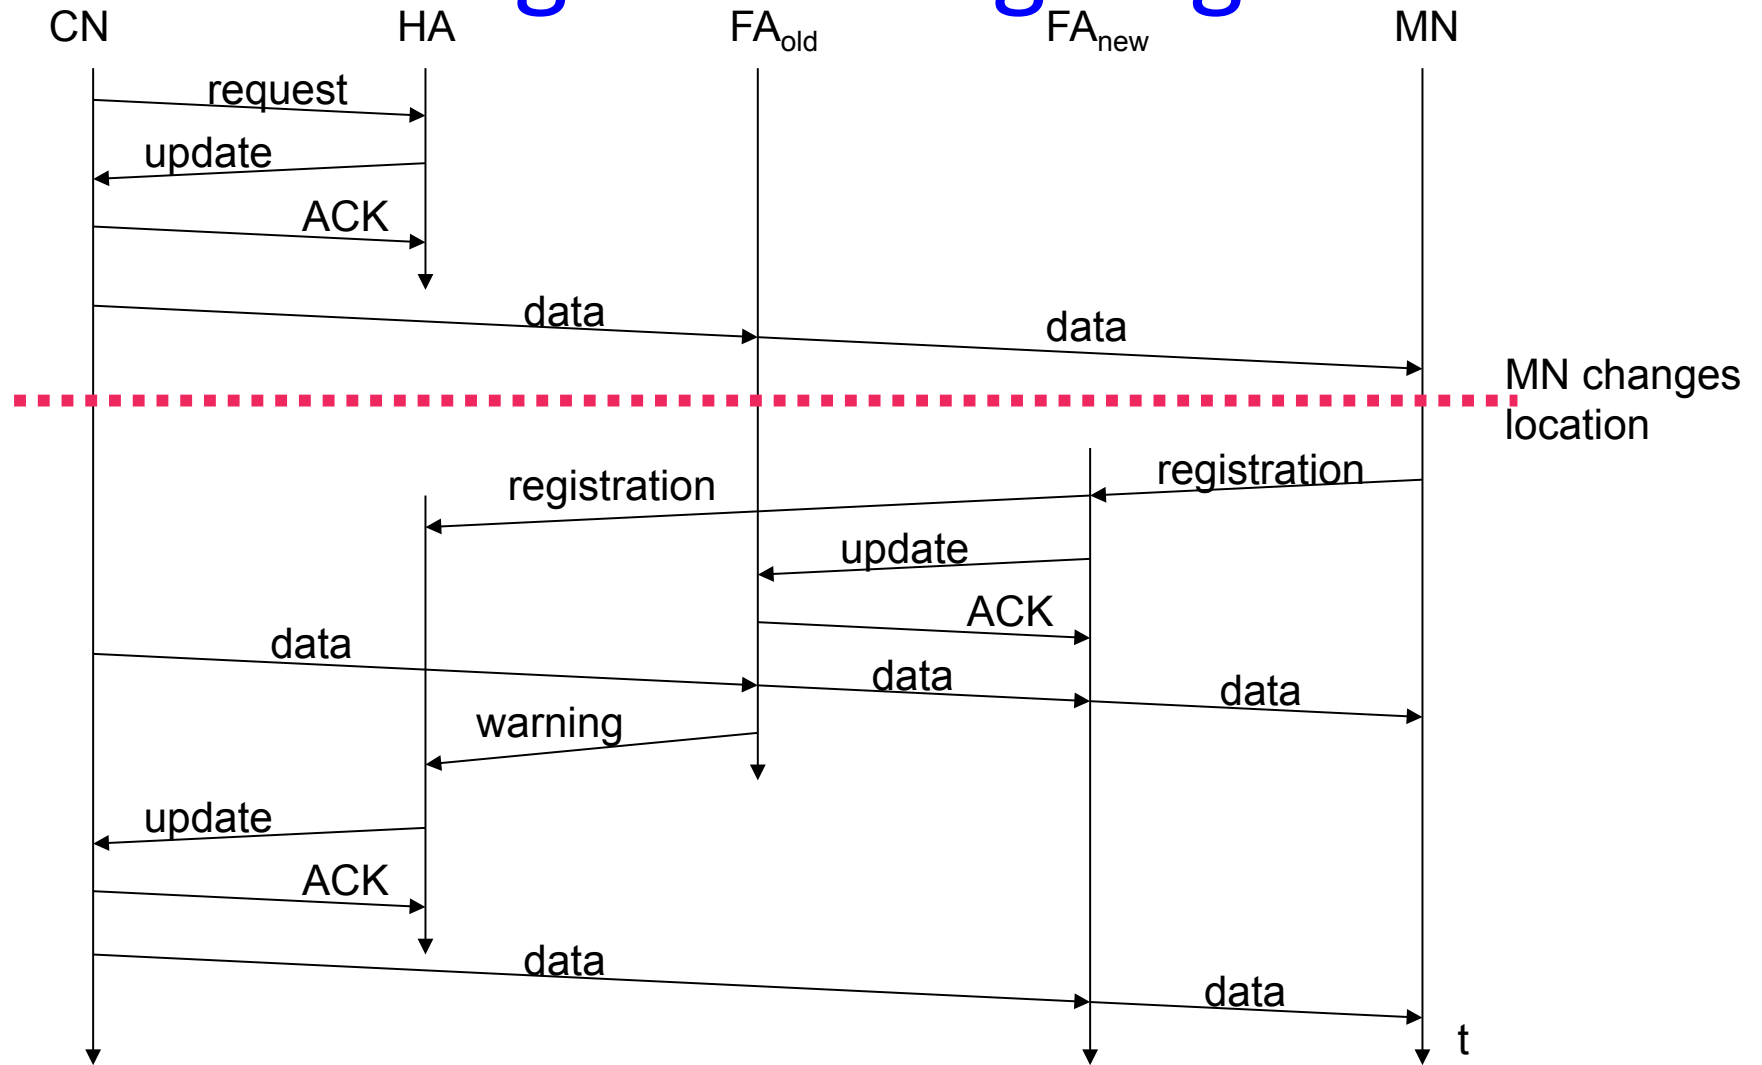 CN HA FAold FAnew MN
request
update
ACK
data
data
MN changes
location
registration
registration
update
ACK
data
data
data
warning
update
ACK
data
data
t